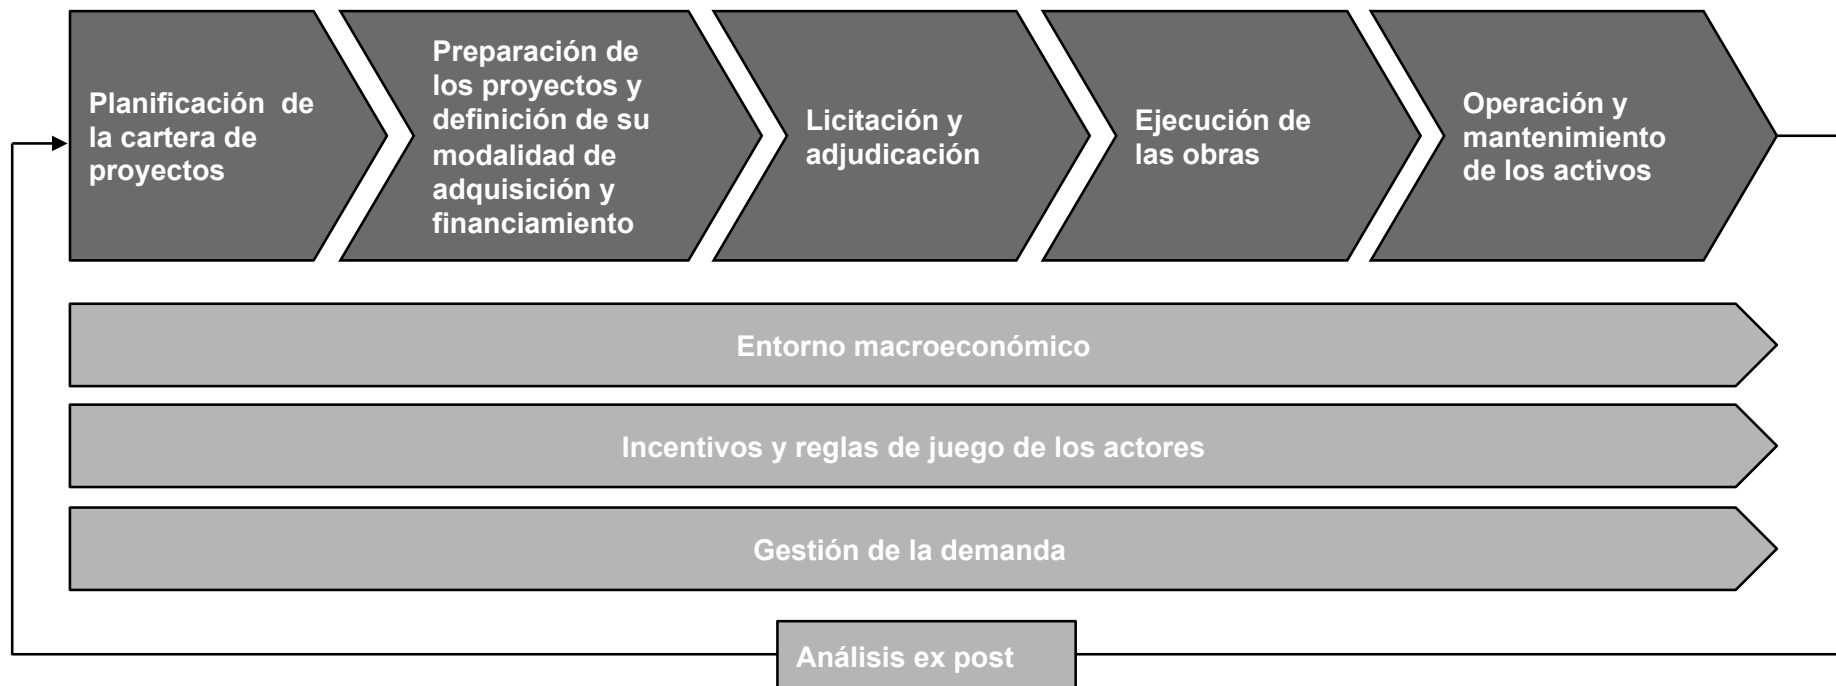 Planificación de
la cartera de
proyectos
Preparación de
los proyectos y
definición de su
modalidad de
adquisición y
financiamiento
Licitación y
adjudicación
Ejecución de
las obras
Operación y
mantenimiento
de los activos
Entorno macroeconómico
Incentivos y reglas de juego de los actores
Gestión de la demanda
Análisis ex post